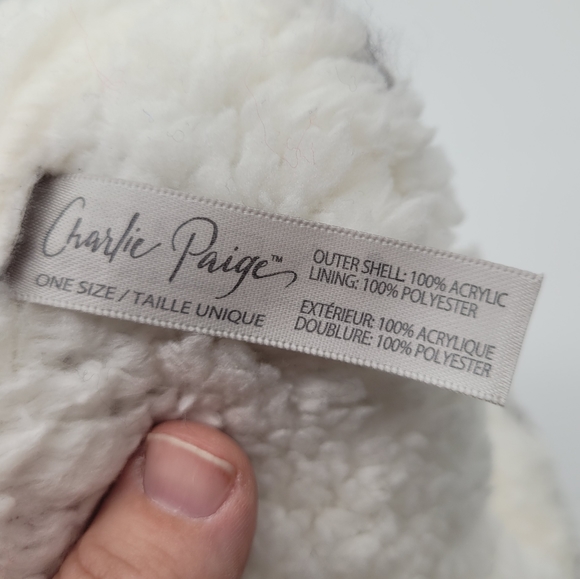 Charlie Paige™
ONE SIZE / TAILLE UNIQUE
OUTER SHELL: 100% ACRYLIC
LINING: 100% POLYESTER
EXTÉRIEUR: 100% ACRYLIQUE
DOUBLURE: 100% POLYESTER